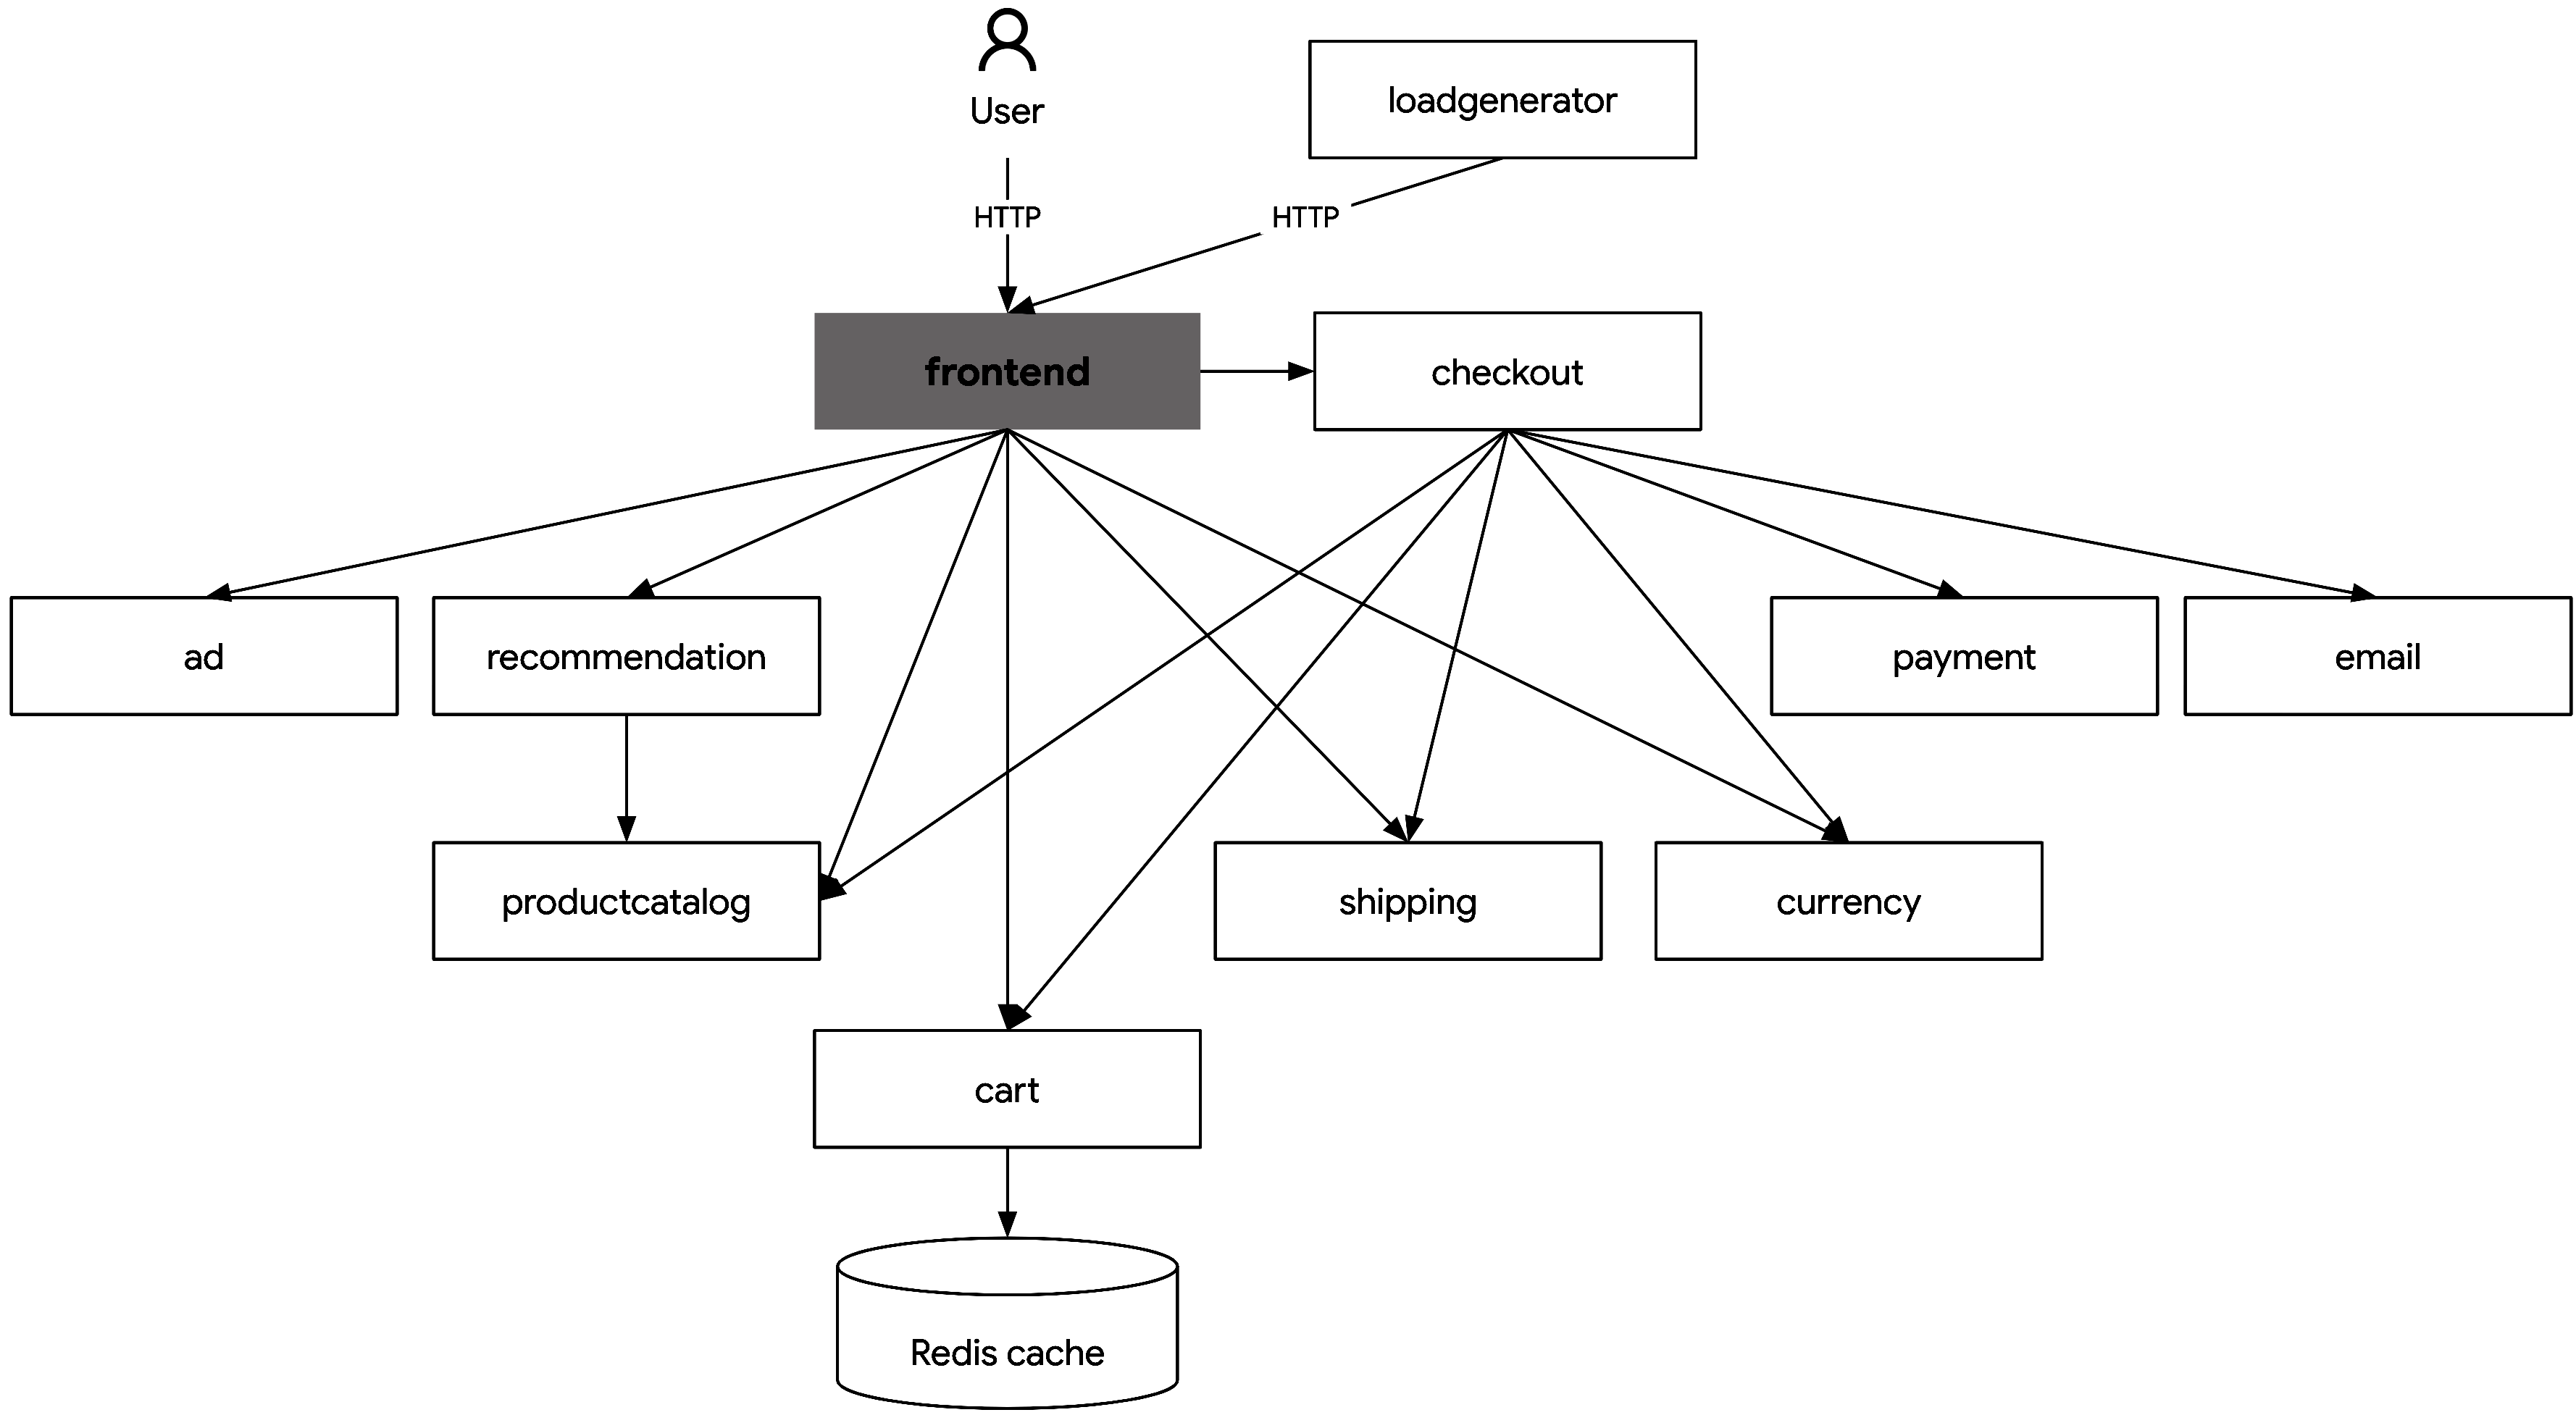 User
loadgenerator
HTTP
HTTP
frontend
checkout
ad
recommendation
payment
email
productcatalog
shipping
currency
cart
Redis cache